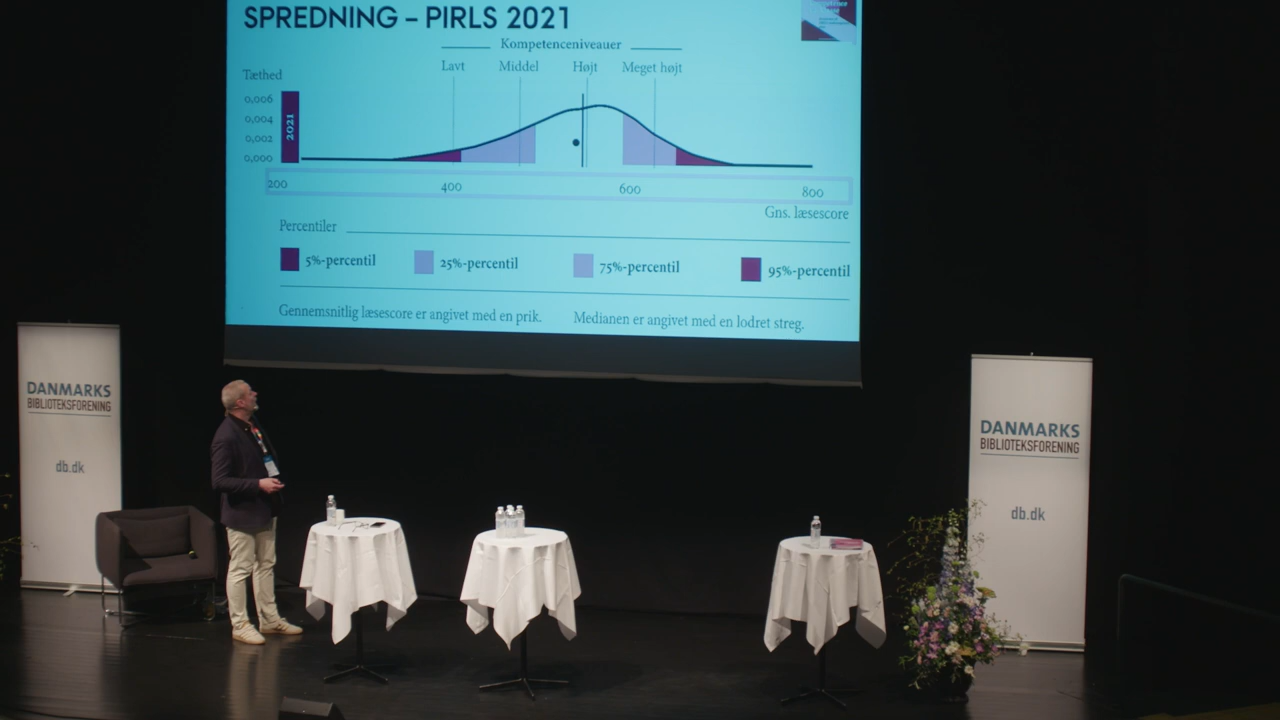 SPREDNING – PIRLS 2021
Kompetenceniveauer
Lavt Middel Højt Meget højt
Tæthed
0,006
0,004
0,002
0,000
2021
200 400 600 800
Gns. læsescore
Percentiler
5%-percentil 25%-percentil 75%-percentil 95%-percentil
Gennemsnitlig læsescore er angivet med en prik. Medianen er angivet med en lodret streg.
DANMARKS
BIBLIOTEKSFORENING
db.dk
DANMARKS
BIBLIOTEKSFORENING
db.dk